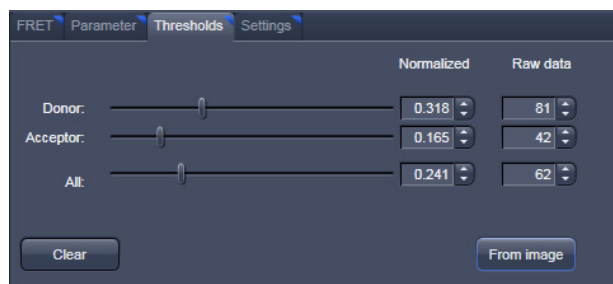 FRET Parameter Thresholds Settings
Normalized Raw data
Donor: 0.318 81
Acceptor: 0.165 42
All: 0.241 62
Clear From image